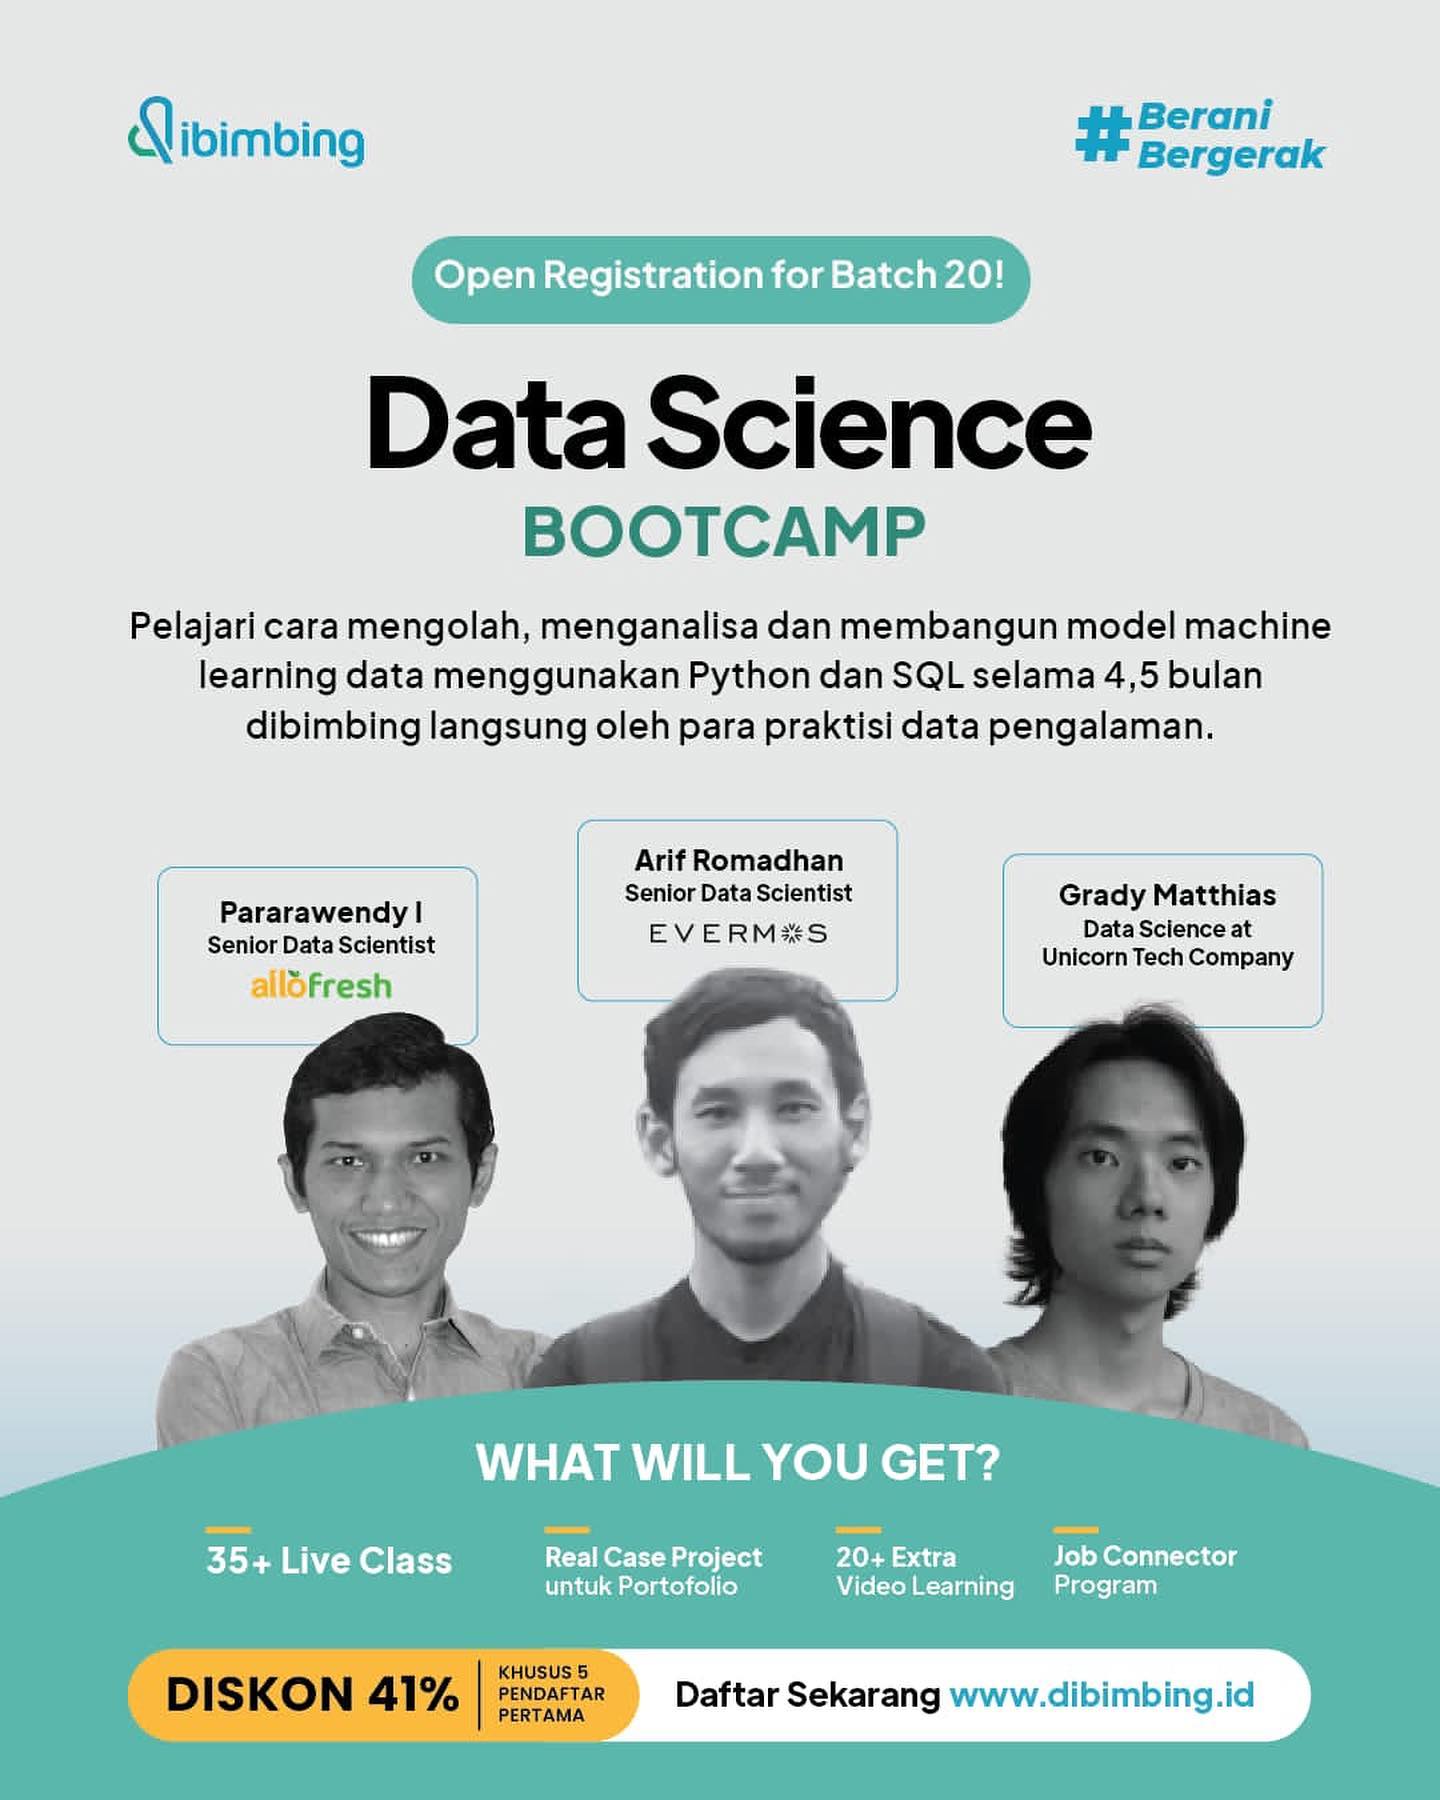 dibimbing
#Berani
Bergerak
Open Registration for Batch 20!
Data Science
BOOTCAMP
Pelajari cara mengolah, menganalisa dan membangun model machine
learning data menggunakan Python dan SQL selama 4,5 bulan
dibimbing langsung oleh para praktisi data pengalaman.
Pararawendy I
Senior Data Scientist
allofresh
Arif Romadhan
Senior Data Scientist
EVERMOS
Grady Matthias
Data Science at
Unicorn Tech Company
WHAT WILL YOU GET?
35+ Live Class
Real Case Project
untuk Portofolio
20+ Extra
Video Learning
Job Connector
Program
DISKON 41%
KHUSUS 5
PENDAFTAR
PERTAMA
Daftar Sekarang www.dibimbing.id